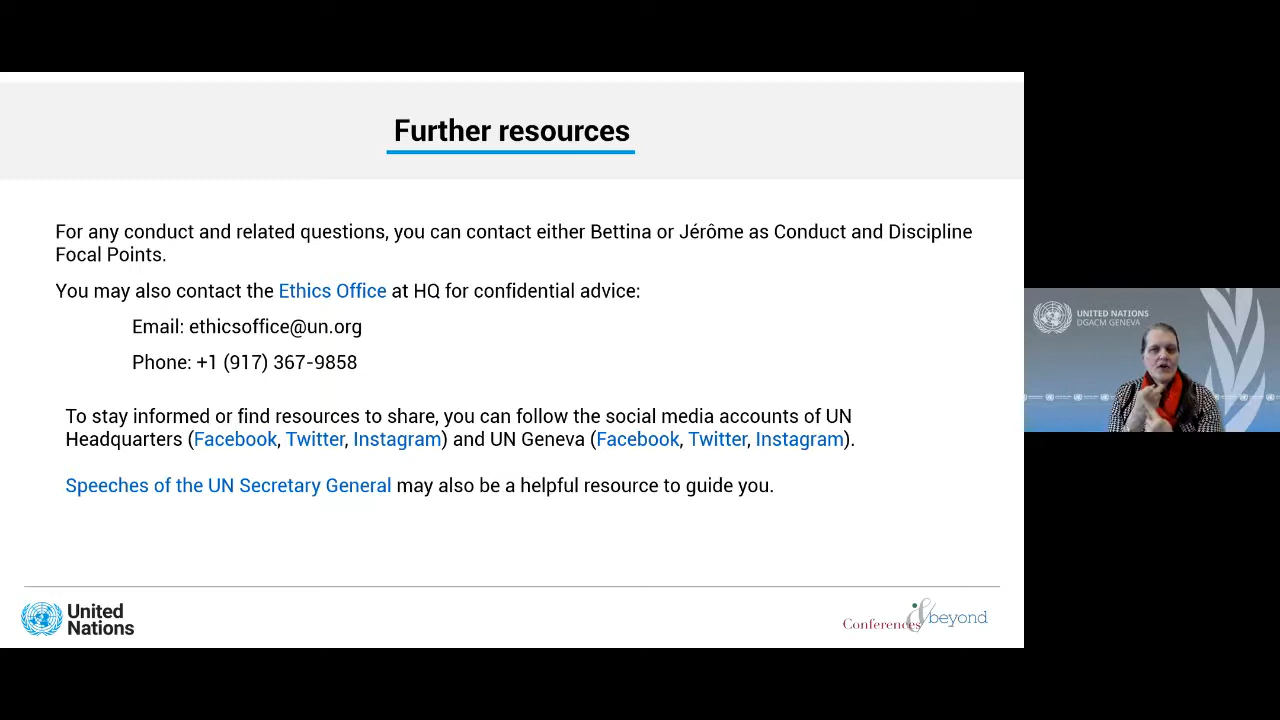 Further resources
For any conduct and related questions, you can contact either Bettina or Jérôme as Conduct and Discipline
Focal Points.
You may also contact the Ethics Office at HQ for confidential advice:
Email: ethicsoffice@un.org
Phone: +1 (917) 367-9858
To stay informed or find resources to share, you can follow the social media accounts of UN
Headquarters (Facebook, Twitter, Instagram) and UN Geneva (Facebook, Twitter, Instagram).
Speeches of the UN Secretary General may also be a helpful resource to guide you.
United
Nations
Conferences & beyond
UNITED NATIONS
DGACM GENEVA